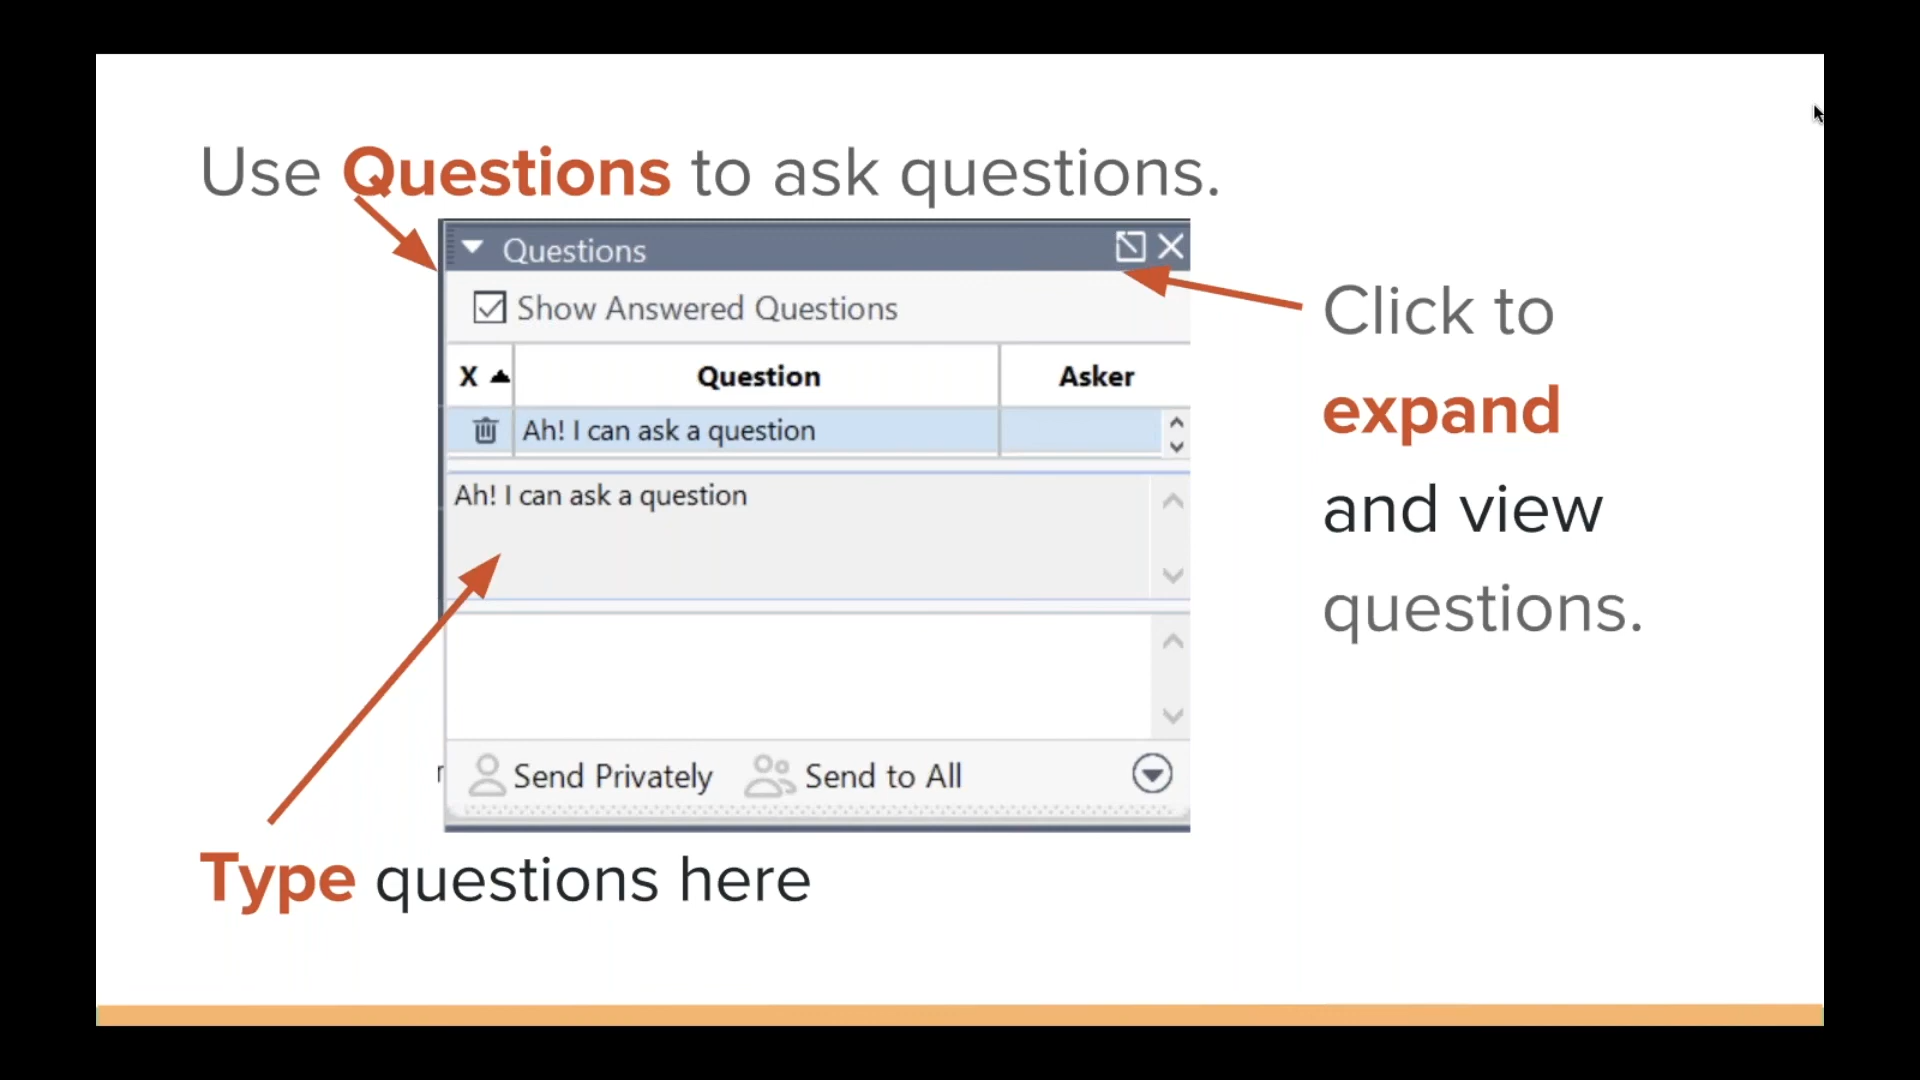 Use Questions to ask questions.
Questions
Show Answered Questions
X Question Asker
Ah! I can ask a question
Ah! I can ask a question
Send Privately Send to All
Click to
expand
and view
questions.
Type questions here